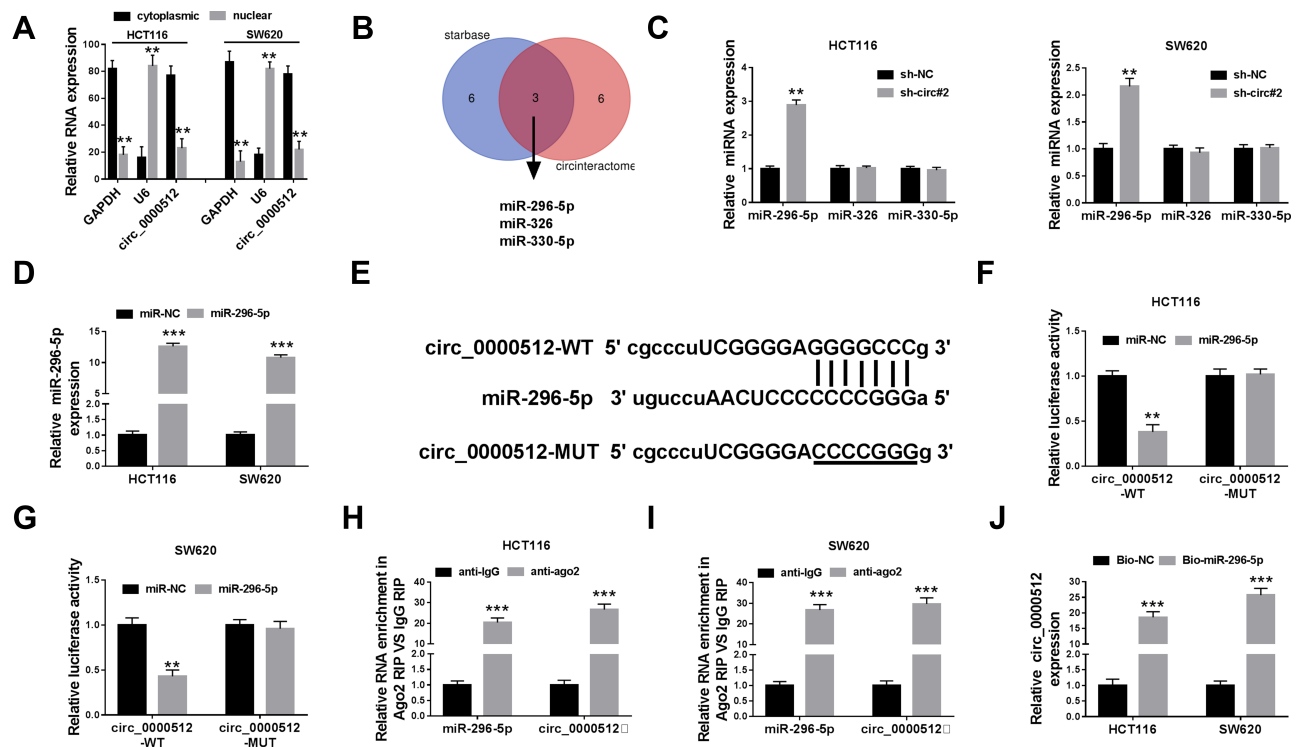 A
cytoplasmic nuclear
HCT116 SW620
Relative RNA expression
100
80
60
40
20
0
** ** ** ** ** **
GAPDH U6 circ_0000512 GAPDH U6 circ_0000512
B
starbase
6 3 6
circinteractome
miR-296-5p
miR-326
miR-330-5p
C
HCT116
Relative miRNA expression
4
3
2
1
0
sh-NC
sh-circ#2
**
miR-296-5p miR-326 miR-330-5p
SW620
Relative miRNA expression
2.5
2.0
1.5
1.0
0.5
0.0
sh-NC
sh-circ#2
**
miR-296-5p miR-326 miR-330-5p
D
miR-NC miR-296-5p
Relative miR-296-5p
expression
15
10
5
2.0
1.5
1.0
0.5
0.0
*** ***
HCT116 SW620
E
circ_0000512-WT 5' cgcccuUCGGGGAGGGGCCCg 3'
miR-296-5p 3' uguccuAACUCCCCCCCGGGa 5'
circ_0000512-MUT 5' cgcccuUCGGGGACCCCGGGg 3'
F
HCT116
Relative luciferase activity
1.5
1.0
0.5
0.0
miR-NC miR-296-5p
**
circ_0000512 circ_0000512
-WT -MUT
G
SW620
Relative luciferase activity
1.5
1.0
0.5
0.0
miR-NC miR-296-5p
**
circ_0000512 circ_0000512
-WT -MUT
H
HCT116
anti-IgG anti-ago2
Relative RNA enrichment in
Ago2 RIP VS IgG RIP
40
30
20
10
2.0
1.5
1.0
0.5
0.0
*** ***
miR-296-5p circ_0000512□
I
SW620
anti-IgG anti-ago2
Relative RNA enrichment in
Ago2 RIP VS IgG RIP
40
30
20
10
2.0
1.5
1.0
0.5
0.0
*** ***
miR-296-5p circ_0000512□
J
Bio-NC Bio-miR-296-5p
Relative circ_0000512
expression
30
25
20
15
10
5
2.0
1.5
1.0
0.5
0.0
*** ***
HCT116 SW620